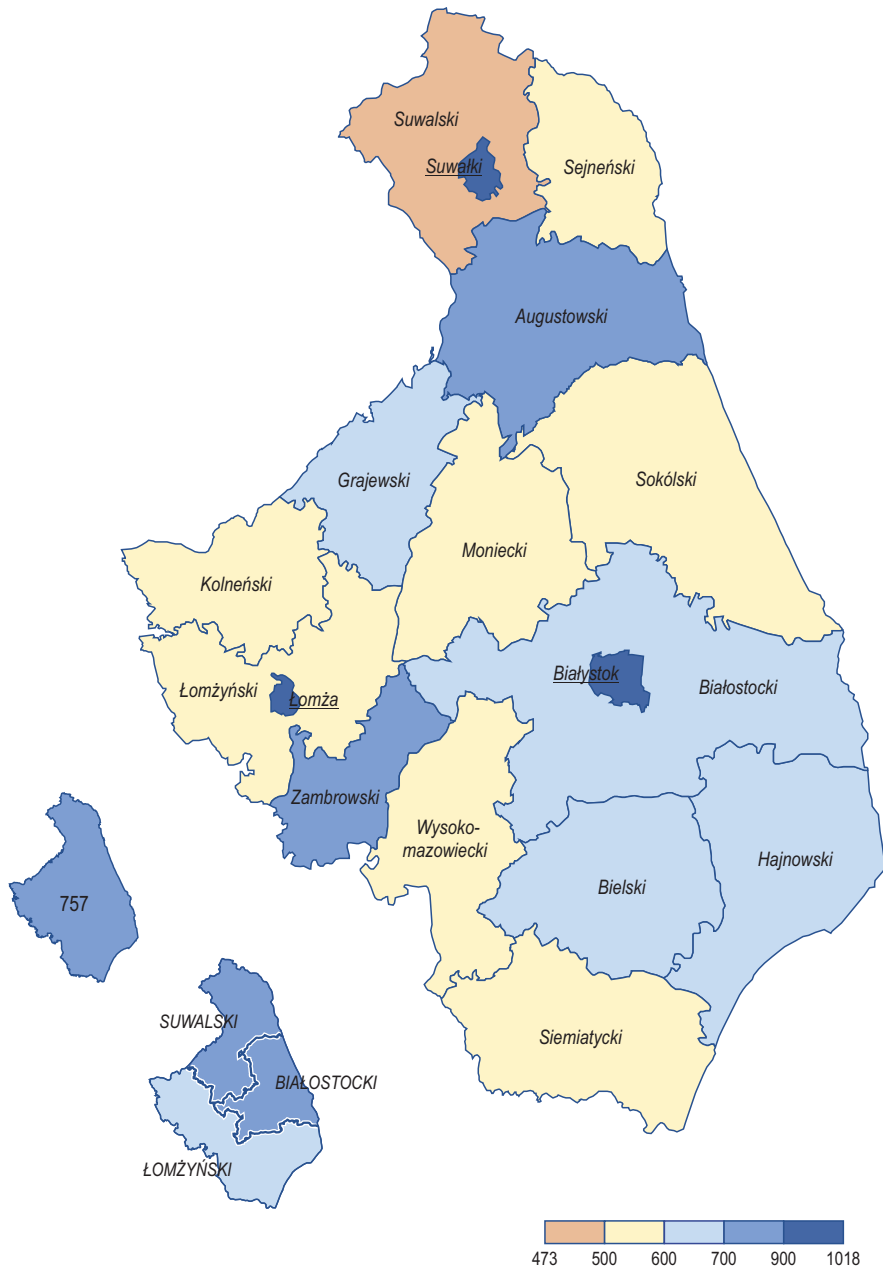 Suwalski
Suwałki
Sejneński
Augustowski
Grajewski
Sokólski
Moniecki
Kolneński
Łomżyński
Łomża
Białystok
Białostocki
Zambrowski
Wysoko-
mazowiecki
Hajnowski
Bielski
757
Siemiatycki
SUWALSKI
BIAŁOSTOCKI
ŁOMŻYŃSKI
473 500 600 700 900 1018